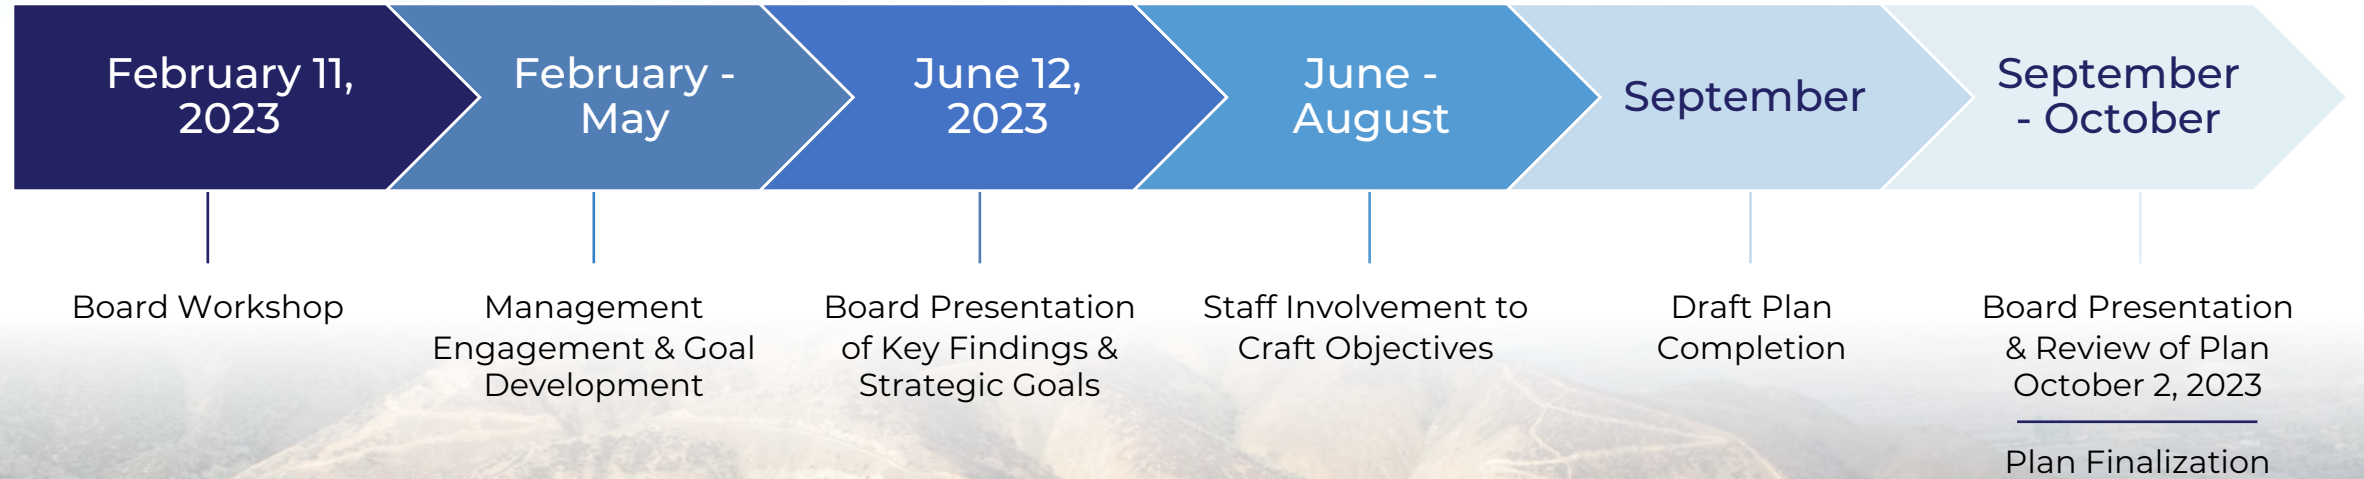 February 11,
2023
February -
May
June 12,
2023
June -
August
September
September
- October
Board Workshop
Management
Engagement & Goal
Development
Board Presentation
of Key Findings &
Strategic Goals
Staff Involvement to
Craft Objectives
Draft Plan
Completion
Board Presentation
& Review of Plan
October 2, 2023
Plan Finalization